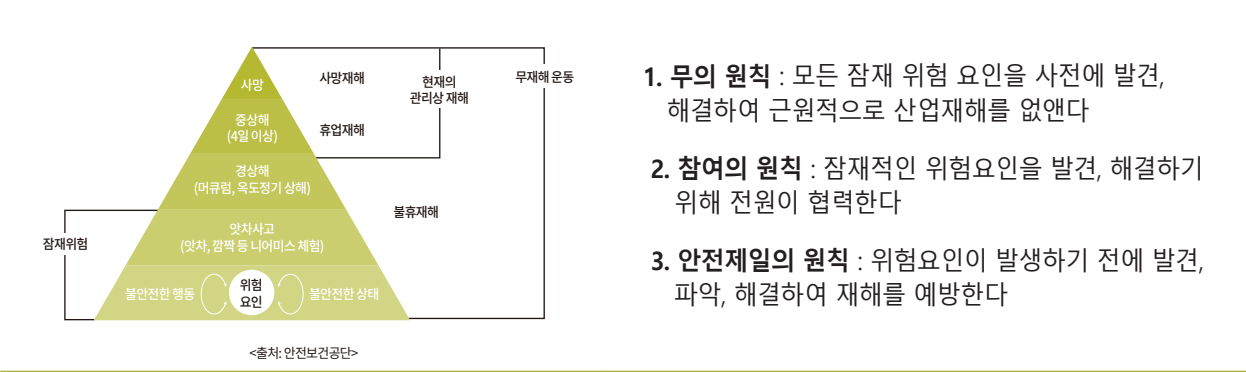 사망
중상해
(4일 이상)
경상해
(머큐럼, 옥도정기 상해)
앗차사고
(앗차, 깜짝 등 니어미스 체험)
불안전한 행동
위험
요인
불안전한 상태
잠재위험
사망재해
휴업재해
불휴재해
현재의
관리상 재해
무재해 운동
<출처: 안전보건공단>
1. 무의 원칙 : 모든 잠재 위험 요인을 사전에 발견,
해결하여 근원적으로 산업재해를 없앤다
2. 참여의 원칙 : 잠재적인 위험요인을 발견, 해결하기
위해 전원이 협력한다
3. 안전제일의 원칙 : 위험요인이 발생하기 전에 발견,
파악, 해결하여 재해를 예방한다